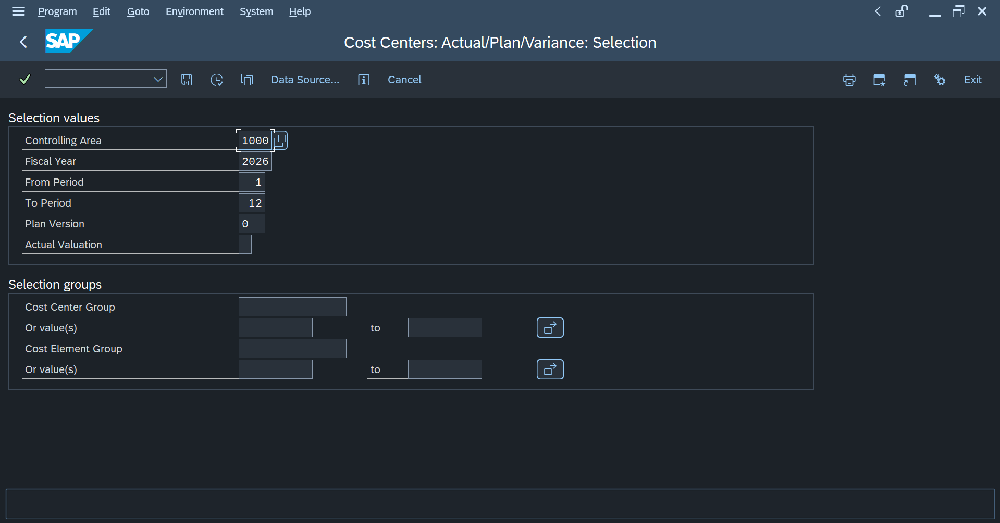 Program Edit Goto Environment System Help
SAP Cost Centers: Actual/Plan/Variance: Selection
Data Source... Cancel Exit
Selection values
Controlling Area 1000
Fiscal Year 2026
From Period 1
To Period 12
Plan Version 0
Actual Valuation
Selection groups
Cost Center Group
Or value(s) to
Cost Element Group
Or value(s) to